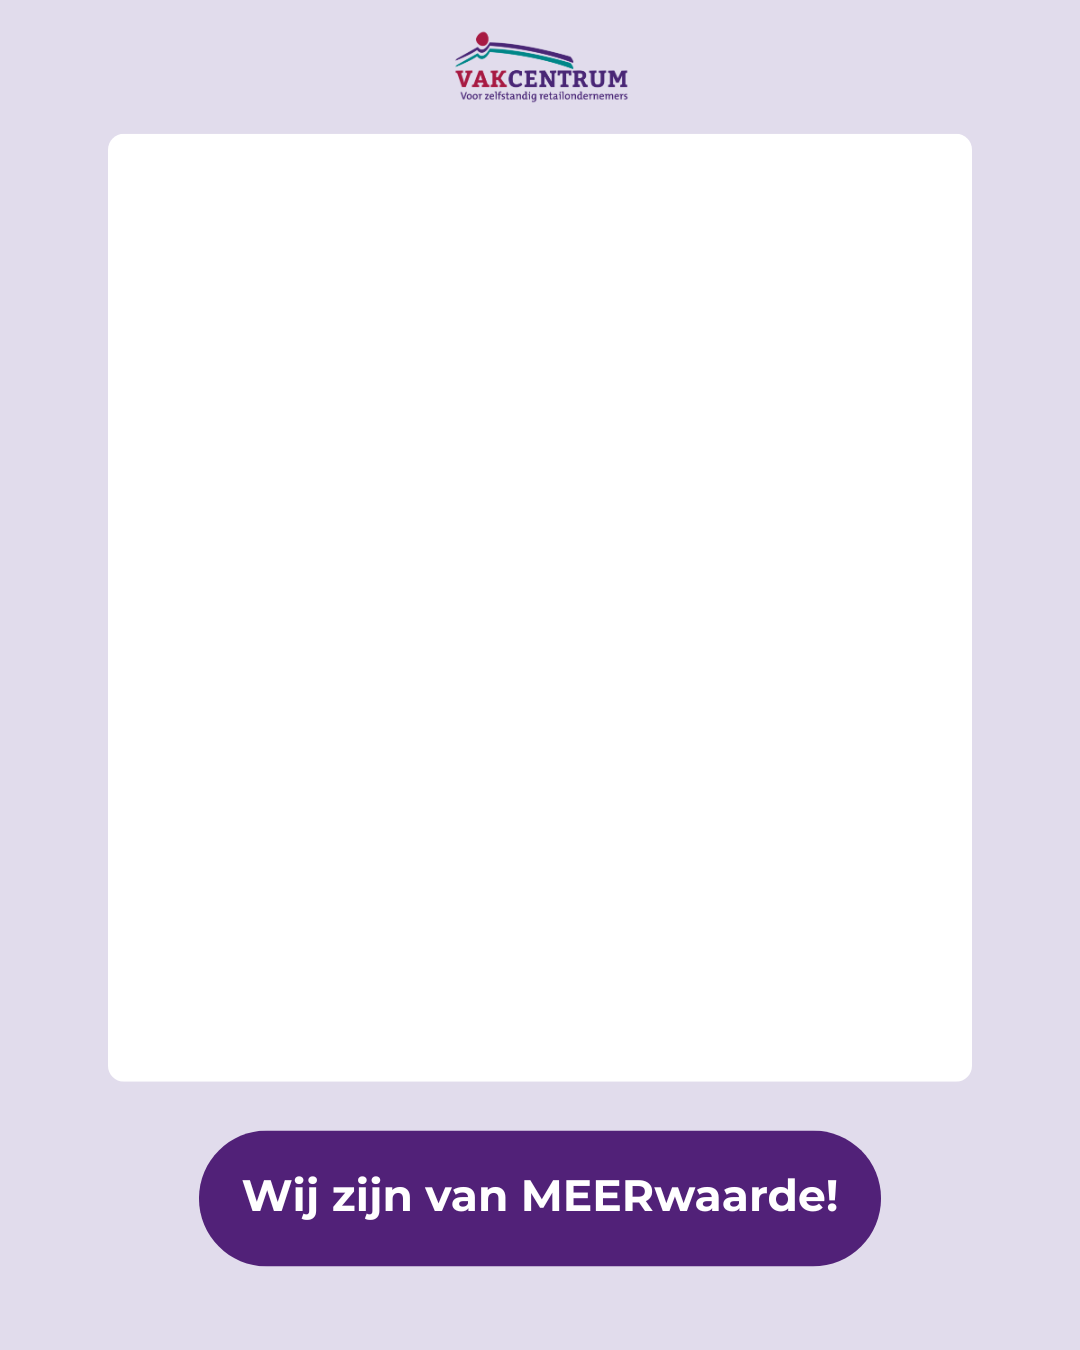 VAKCENTRUM
Voor zelfstandig retailondernemers
Wij zijn van MEERwaarde!